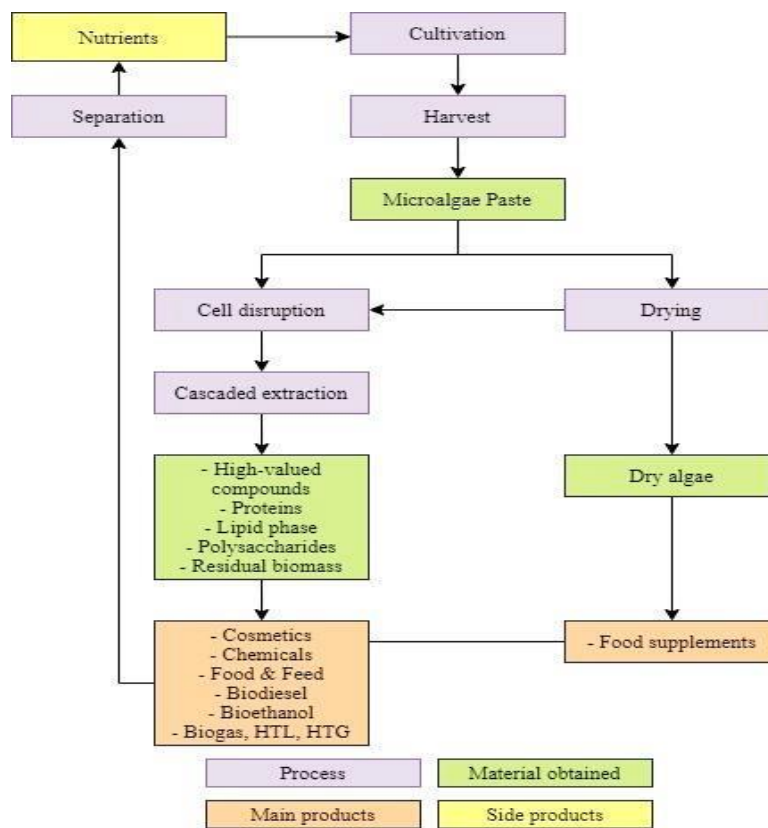 Nutrients
Cultivation
Separation
Harvest
Microalgae Paste
Cell disruption
Drying
Cascaded extraction
- High-valued
compounds
- Proteins
- Lipid phase
- Polysaccharides
- Residual biomass
Dry algae
- Cosmetics
- Chemicals
- Food & Feed
- Biodiesel
- Bioethanol
- Biogas, HTL, HTG
- Food supplements
Process
Material obtained
Main products
Side products